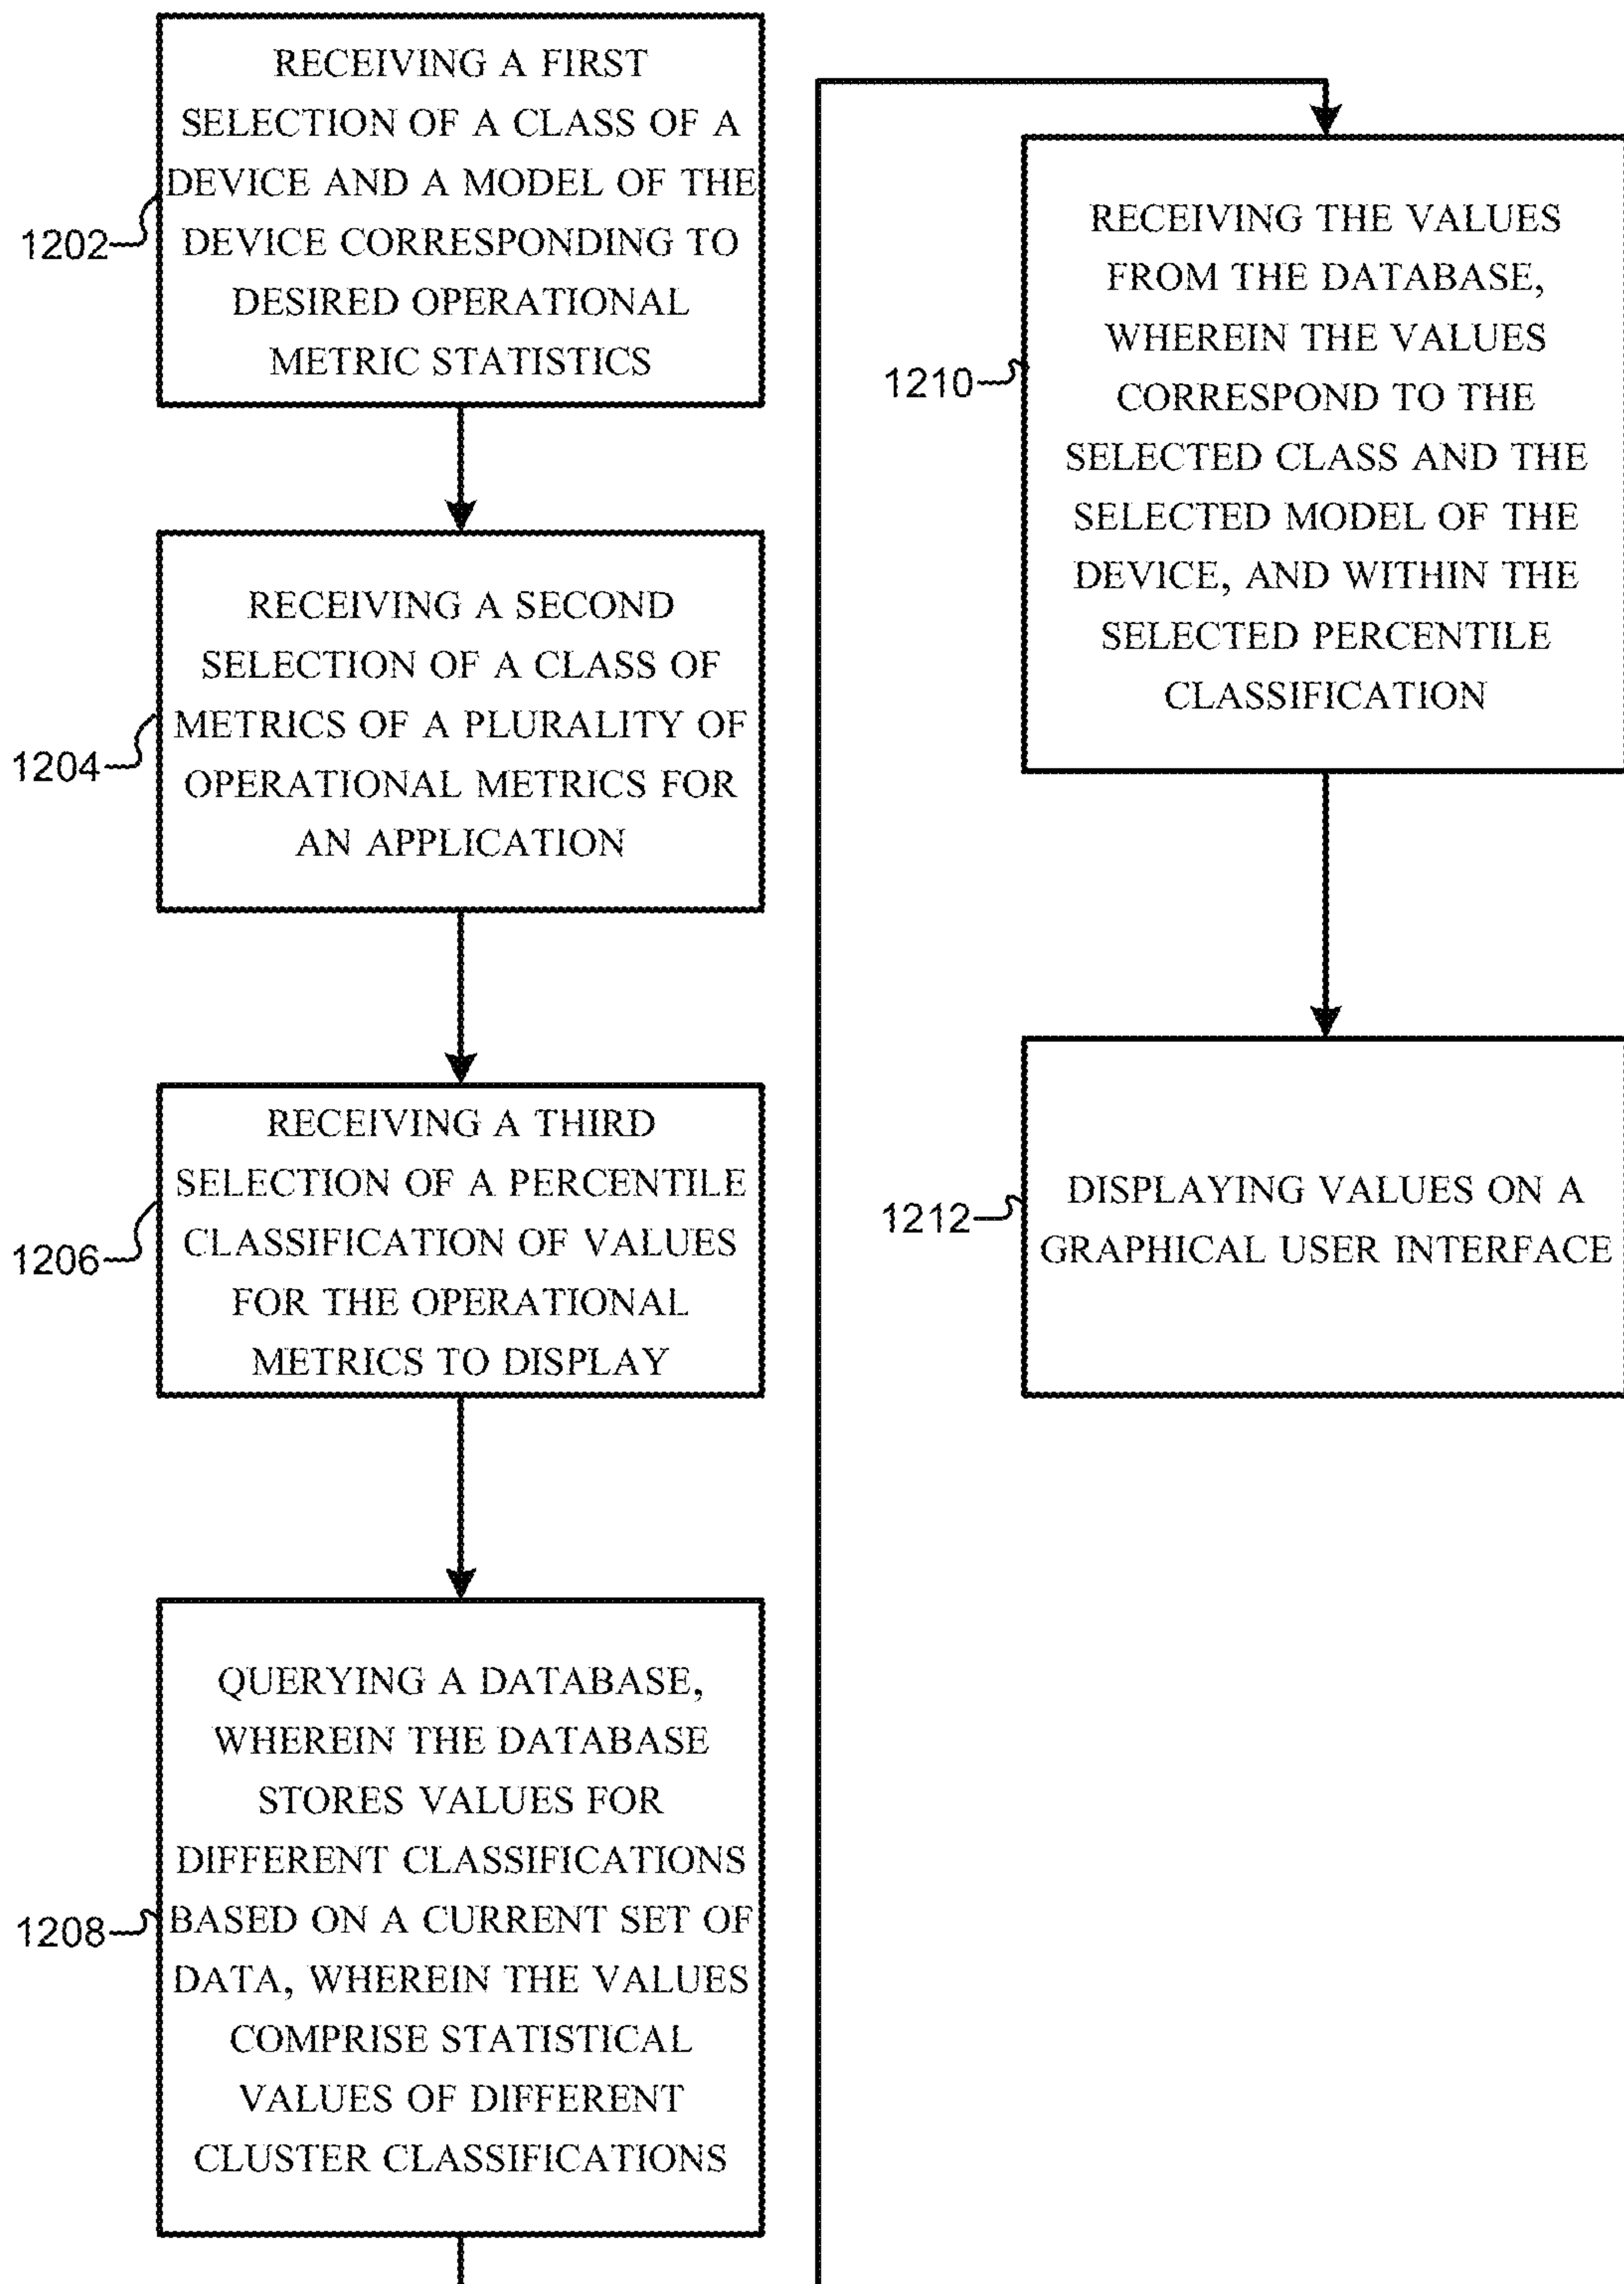 RECEIVING A FIRST
SELECTION OF A CLASS OF A
DEVICE AND A MODEL OF THE
DEVICE CORRESPONDING TO
DESIRED OPERATIONAL
METRIC STATISTICS
1202
RECEIVING A SECOND
SELECTION OF A CLASS OF
METRICS OF A PLURALITY OF
OPERATIONAL METRICS FOR
AN APPLICATION
1204
RECEIVING A THIRD
SELECTION OF A PERCENTILE
CLASSIFICATION OF VALUES
FOR THE OPERATIONAL
METRICS TO DISPLAY
1206
QUERYING A DATABASE,
WHEREIN THE DATABASE
STORES VALUES FOR
DIFFERENT CLASSIFICATIONS
BASED ON A CURRENT SET OF
DATA, WHEREIN THE VALUES
COMPRISE STATISTICAL
VALUES OF DIFFERENT
CLUSTER CLASSIFICATIONS
1208
RECEIVING THE VALUES
FROM THE DATABASE,
WHEREIN THE VALUES
CORRESPOND TO THE
SELECTED CLASS AND THE
SELECTED MODEL OF THE
DEVICE, AND WITHIN THE
SELECTED PERCENTILE
CLASSIFICATION
1210
DISPLAYING VALUES ON A
GRAPHICAL USER INTERFACE
1212